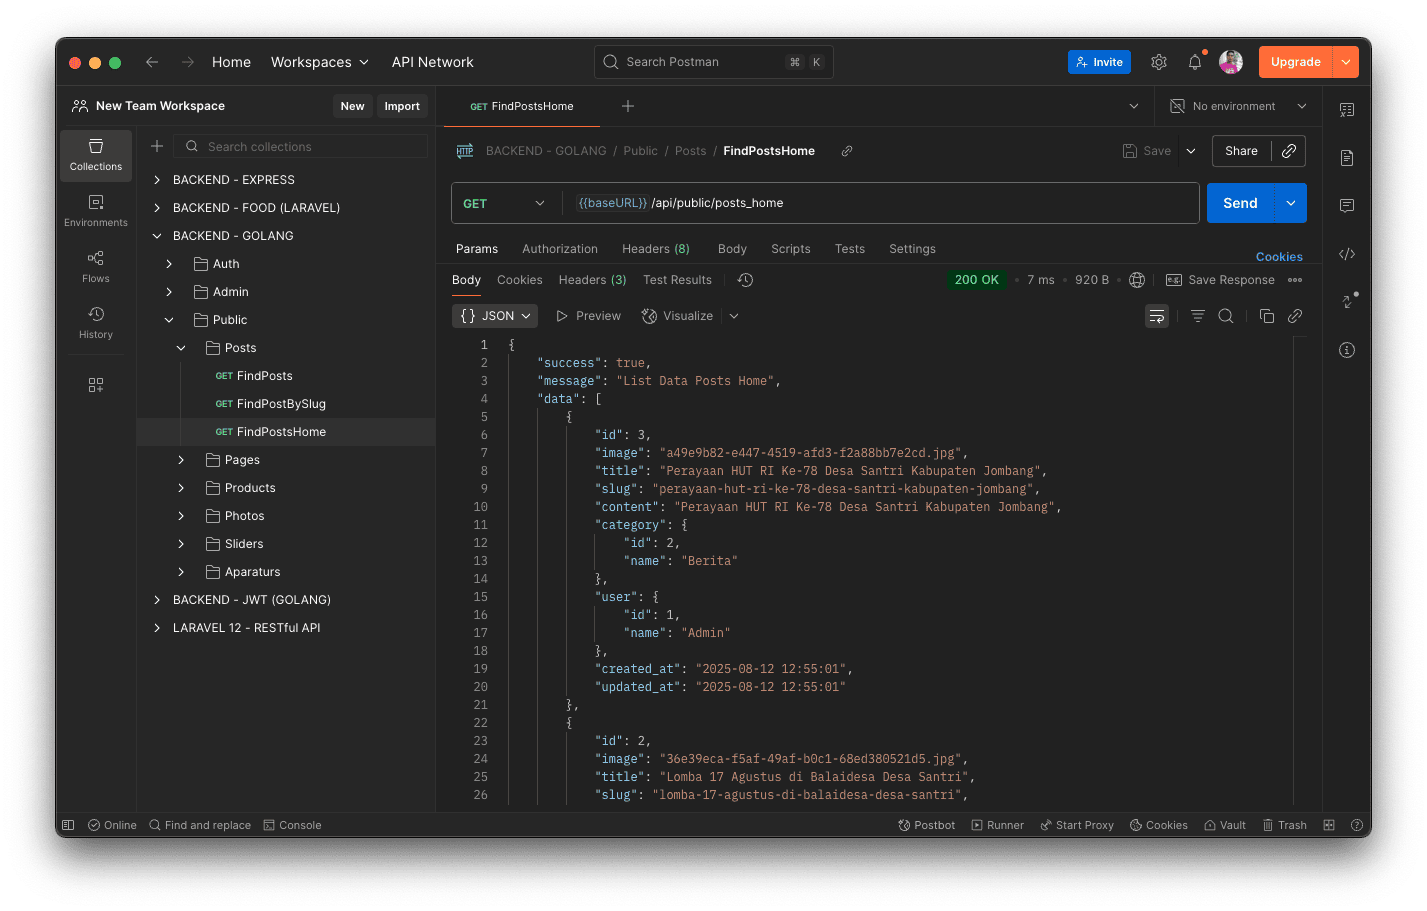 Home Workspaces API Network Search Postman ⌘ K Invite Upgrade
New Team Workspace New Import
GET FindPostsHome No environment
Collections
Environments
Flows
History
Search collections
BACKEND - EXPRESS
BACKEND - FOOD (LARAVEL)
BACKEND - GOLANG
Auth
Admin
Public
Posts
GET FindPosts
GET FindPostBySlug
GET FindPostsHome
Pages
Products
Photos
Sliders
Aparaturs
BACKEND - JWT (GOLANG)
LARAVEL 12 - RESTful API
HTTP BACKEND - GOLANG / Public / Posts / FindPostsHome Save Share
GET {{baseURL}} /api/public/posts_home Send
Params Authorization Headers (8) Body Scripts Tests Settings Cookies
Body Cookies Headers (3) Test Results 200 OK • 7 ms • 920 B e.g. Save Response
{} JSON Preview Visualize
1 {
2 "success": true,
3 "message": "List Data Posts Home",
4 "data": [
5 {
6 "id": 3,
7 "image": "a49e9b82-e447-4519-afd3-f2a88bb7e2cd.jpg",
8 "title": "Perayaan HUT RI Ke-78 Desa Santri Kabupaten Jombang",
9 "slug": "perayaan-hut-ri-ke-78-desa-santri-kabupaten-jombang",
10 "content": "Perayaan HUT RI Ke-78 Desa Santri Kabupaten Jombang",
11 "category": {
12 "id": 2,
13 "name": "Berita"
14 },
15 "user": {
16 "id": 1,
17 "name": "Admin"
18 },
19 "created_at": "2025-08-12 12:55:01",
20 "updated_at": "2025-08-12 12:55:01"
21 },
22 {
23 "id": 2,
24 "image": "36e39eca-f5af-49af-b0c1-68ed380521d5.jpg",
25 "title": "Lomba 17 Agustus di Balaidesa Desa Santri",
26 "slug": "lomba-17-agustus-di-balaidesa-desa-santri",
Online Find and replace Console Postbot Runner Start Proxy Cookies Vault Trash